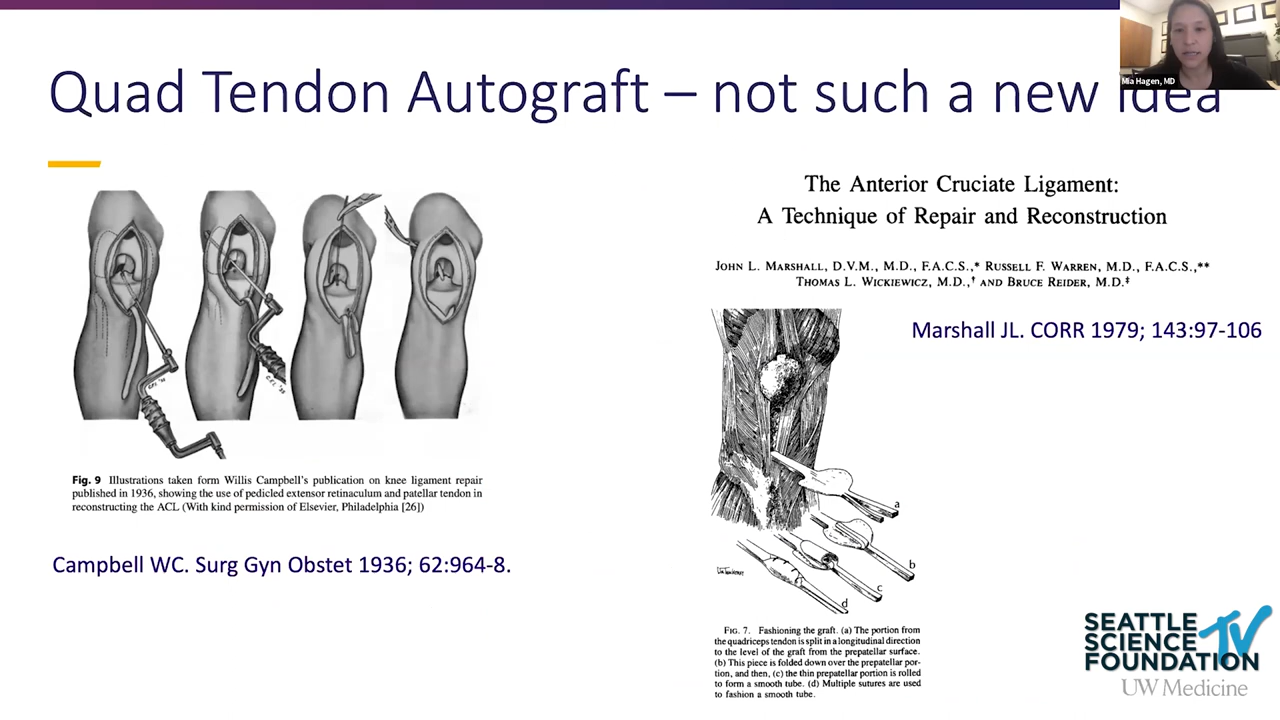 Mia Hagen, MD
Quad Tendon Autograft – not such a new idea
The Anterior Cruciate Ligament:
A Technique of Repair and Reconstruction
JOHN L. MARSHALL, D.V.M., M.D., F.A.C.S.,* RUSSELL F. WARREN, M.D., F.A.C.S.,**
THOMAS L. WICKIEWICZ, M.D.,† AND BRUCE REIDER, M.D.‡
Marshall JL. CORR 1979; 143:97-106
Fig. 9 Illustrations taken form Willis Campbell's publication on knee ligament repair
published in 1936, showing the use of pedicled extensor retinaculum and patellar tendon in
reconstructing the ACL (With kind permission of Elsevier, Philadelphia [26])
Campbell WC. Surg Gyn Obstet 1936; 62:964-8.
a
b
c
d
FIG. 7. Fashioning the graft. (a) The portion from
the quadriceps tendon is split in a longitudinal direction
to the level of the graft from the prepatellar surface.
(b) This piece is folded down over the prepatellar por-
tion, and then, (c) the thin prepatellar portion is rolled
to form a smooth tube. (d) Multiple sutures are used
to fashion a smooth tube.
SEATTLE
SCIENCE
FOUNDATION
TV
UW Medicine